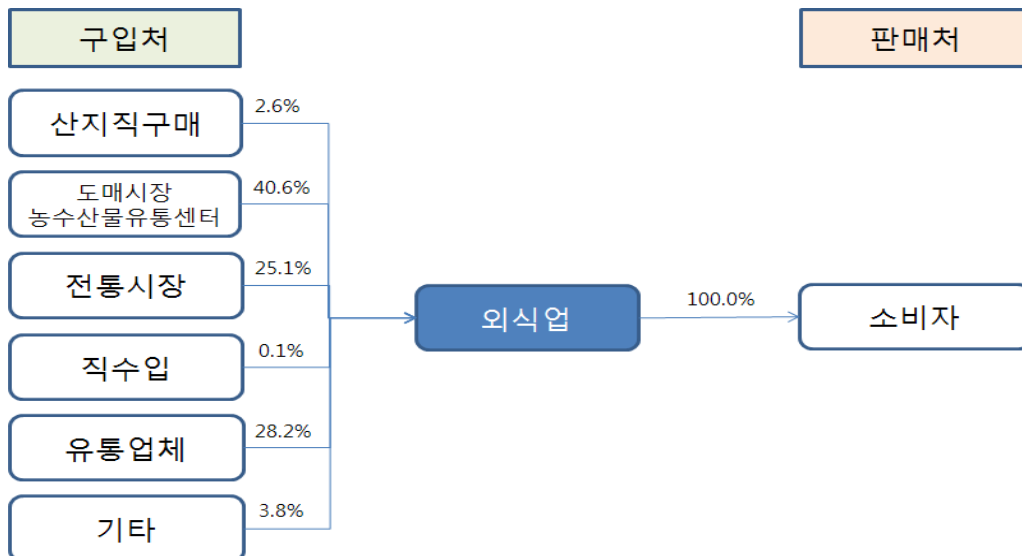 구입처
판매처
산지직구매
2.6%
도매시장
농수산물유통센터
40.6%
전통시장
25.1%
직수입
0.1%
유통업체
28.2%
기타
3.8%
외식업
100.0%
소비자